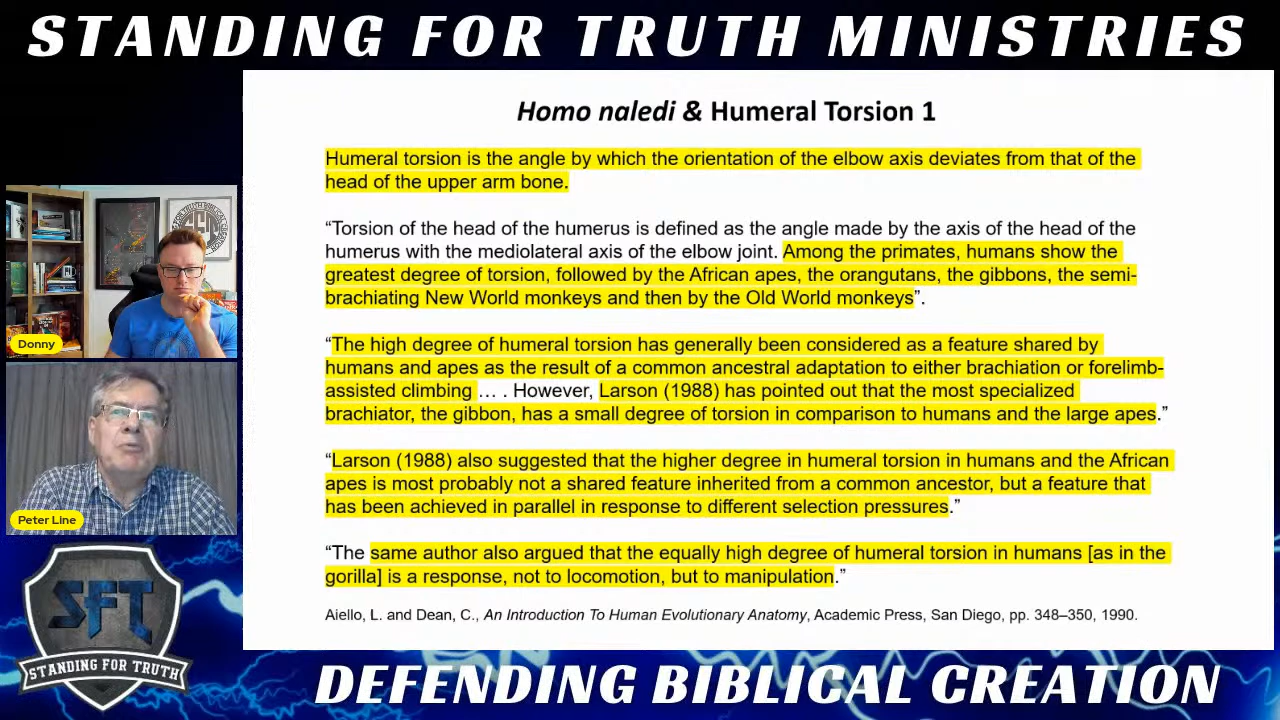 STANDING FOR TRUTH MINISTRIES
Homo naledi & Humeral Torsion 1
Humeral torsion is the angle by which the orientation of the elbow axis deviates from that of the
head of the upper arm bone.
“Torsion of the head of the humerus is defined as the angle made by the axis of the head of the
humerus with the mediolateral axis of the elbow joint. Among the primates, humans show the
greatest degree of torsion, followed by the African apes, the orangutans, the gibbons, the semi-
brachiating New World monkeys and then by the Old World monkeys”.
“The high degree of humeral torsion has generally been considered as a feature shared by
humans and apes as the result of a common ancestral adaptation to either brachiation or forelimb-
assisted climbing … . However, Larson (1988) has pointed out that the most specialized
brachiator, the gibbon, has a small degree of torsion in comparison to humans and the large apes.”
“Larson (1988) also suggested that the higher degree in humeral torsion in humans and the African
apes is most probably not a shared feature inherited from a common ancestor, but a feature that
has been achieved in parallel in response to different selection pressures.”
“The same author also argued that the equally high degree of humeral torsion in humans [as in the
gorilla] is a response, not to locomotion, but to manipulation.”
Aiello, L. and Dean, C., An Introduction To Human Evolutionary Anatomy, Academic Press, San Diego, pp. 348–350, 1990.
Donny
Peter Line
SFT
STANDING FOR TRUTH
DEFENDING BIBLICAL CREATION